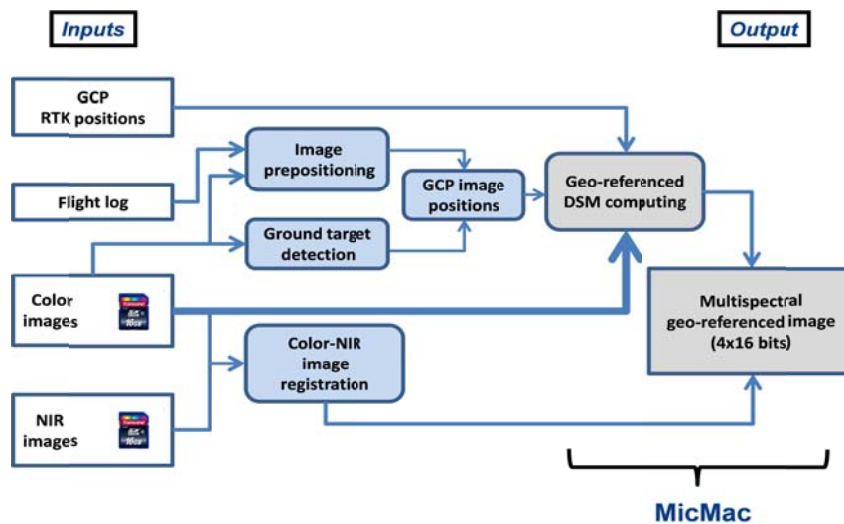 Inputs
Output
GCP
RTK positions
Image
prepositioning
Flight log
GCP image
positions
Geo-referenced
DSM computing
Ground target
detection
Color
images
Multispectral
geo-referenced image
(4x16 bits)
Color-NIR
image
registration
NIR
images
MicMac